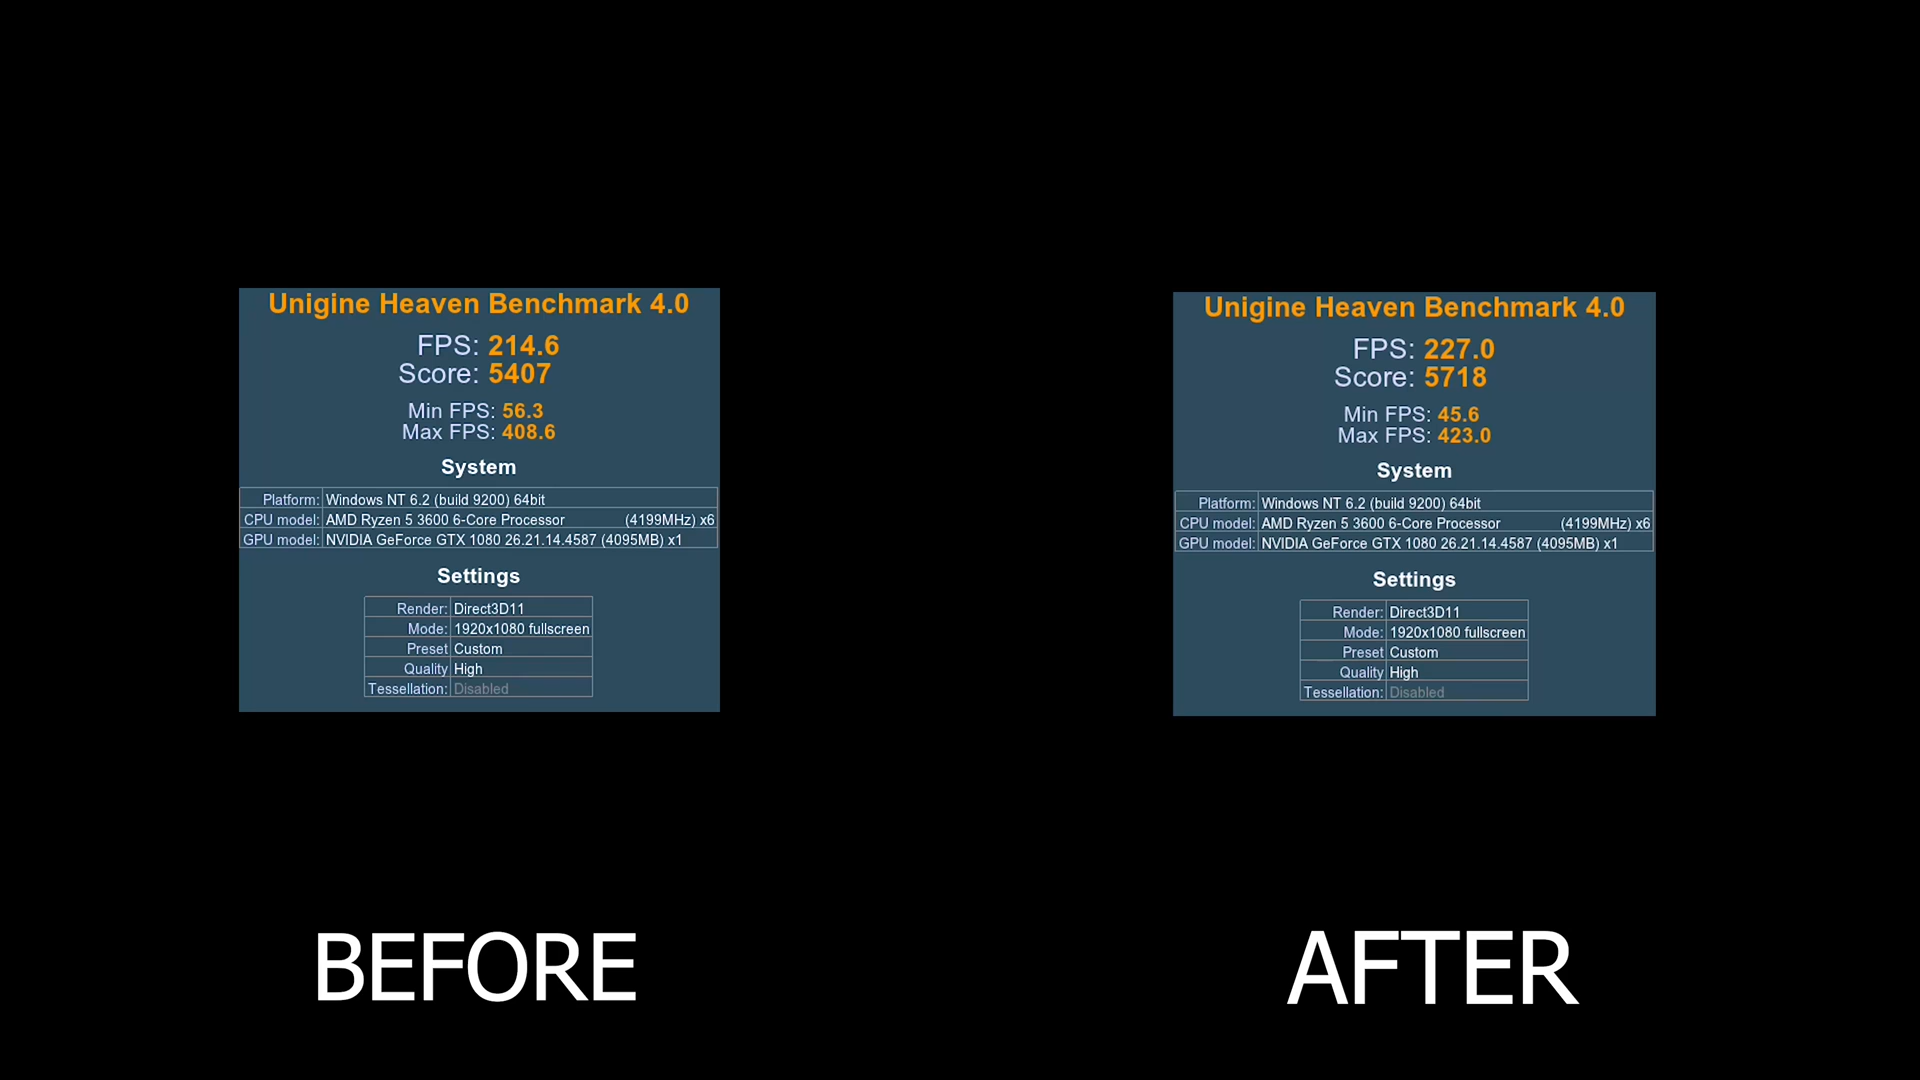 Unigine Heaven Benchmark 4.0
FPS: 214.6
Score: 5407
Min FPS: 56.3
Max FPS: 408.6
System
Platform: Windows NT 6.2 (build 9200) 64bit
CPU model: AMD Ryzen 5 3600 6-Core Processor (4199MHz) x6
GPU model: NVIDIA GeForce GTX 1080 26.21.14.4587 (4095MB) x1
Settings
Render: Direct3D11
Mode: 1920x1080 fullscreen
Preset Custom
Quality High
Tessellation: Disabled
BEFORE
Unigine Heaven Benchmark 4.0
FPS: 227.0
Score: 5718
Min FPS: 45.6
Max FPS: 423.0
System
Platform: Windows NT 6.2 (build 9200) 64bit
CPU model: AMD Ryzen 5 3600 6-Core Processor (4199MHz) x6
GPU model: NVIDIA GeForce GTX 1080 26.21.14.4587 (4095MB) x1
Settings
Render: Direct3D11
Mode: 1920x1080 fullscreen
Preset Custom
Quality High
Tessellation: Disabled
AFTER